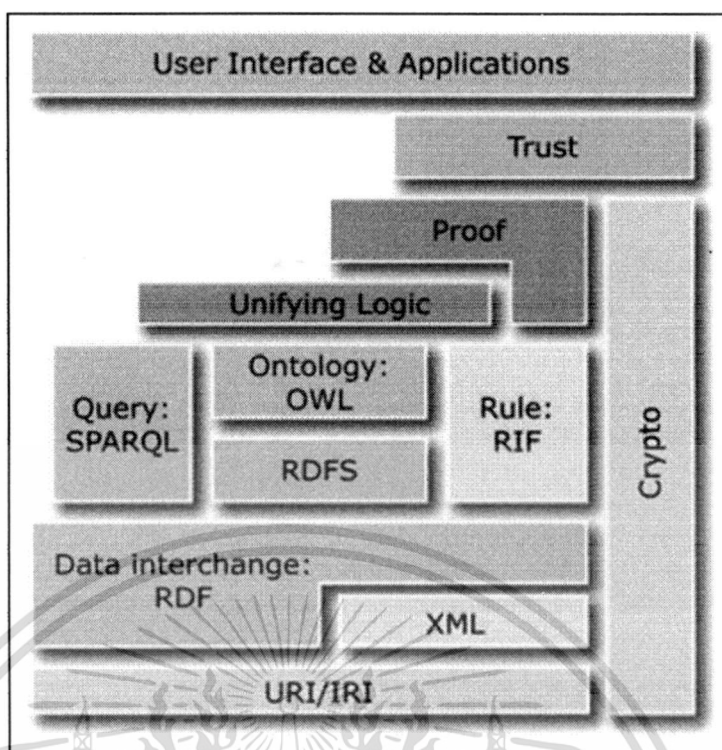 User Interface & Applications
Trust
Proof
Unifying Logic
Ontology:
OWL
Query:
SPARQL
Rule:
RIF
RDFS
Crypto
Data interchange:
RDF
XML
URI/IRI